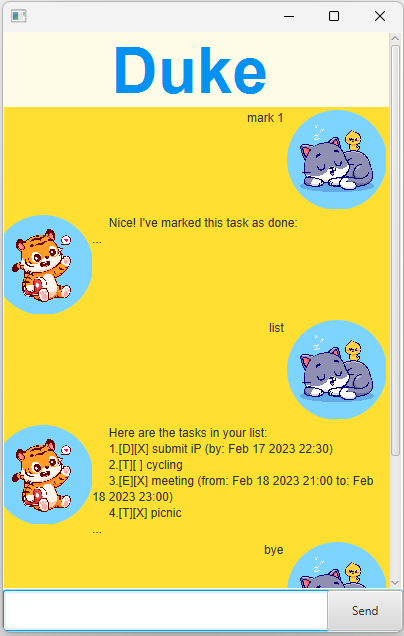 Duke
mark 1
Nice! I've marked this task as done:
...
list
Here are the tasks in your list:
1.[D][X] submit iP (by: Feb 17 2023 22:30)
2.[T][ ] cycling
3.[E][X] meeting (from: Feb 18 2023 21:00 to: Feb
18 2023 23:00)
4.[T][X] picnic
...
bye
Send